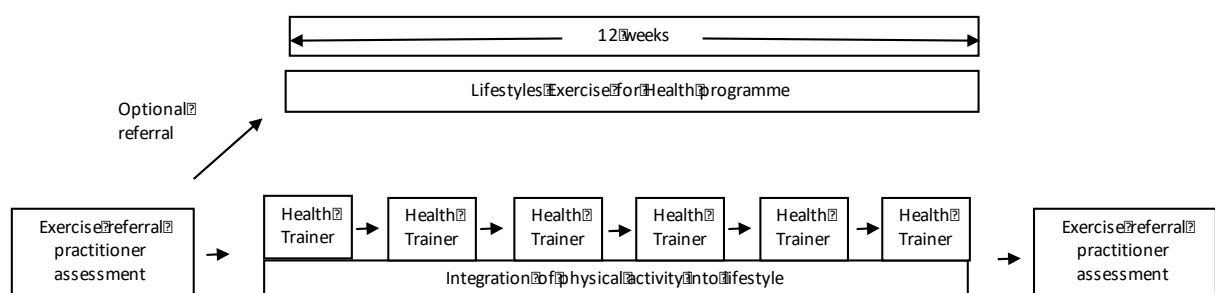 12 weeks
Lifestyles Exercise for Health programme
Optional
referral
Exercise referral
practitioner
assessment
Health
Trainer
Health
Trainer
Health
Trainer
Health
Trainer
Health
Trainer
Health
Trainer
Integration of physical activity into lifestyle
Exercise referral
practitioner
assessment